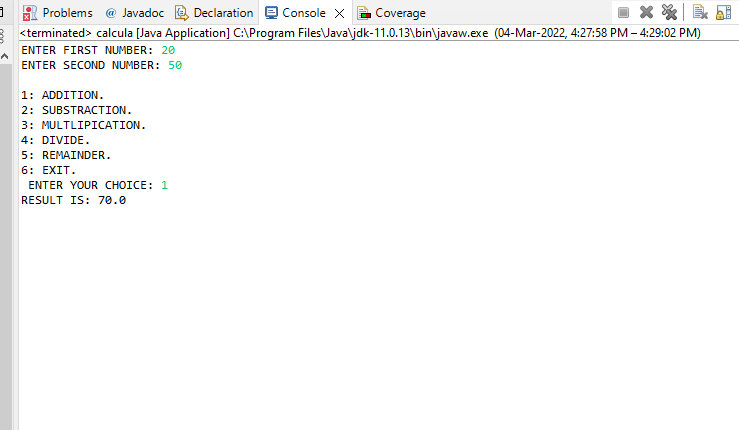 Problems @ Javadoc Declaration Console Coverage
<terminated> calcula [Java Application] C:\Program Files\Java\jdk-11.0.13\bin\javaw.exe (04-Mar-2022, 4:27:58 PM – 4:29:02 PM)
ENTER FIRST NUMBER: 20
ENTER SECOND NUMBER: 50
1: ADDITION.
2: SUBSTRACTION.
3: MULTLIPICATION.
4: DIVIDE.
5: REMAINDER.
6: EXIT.
ENTER YOUR CHOICE: 1
RESULT IS: 70.0